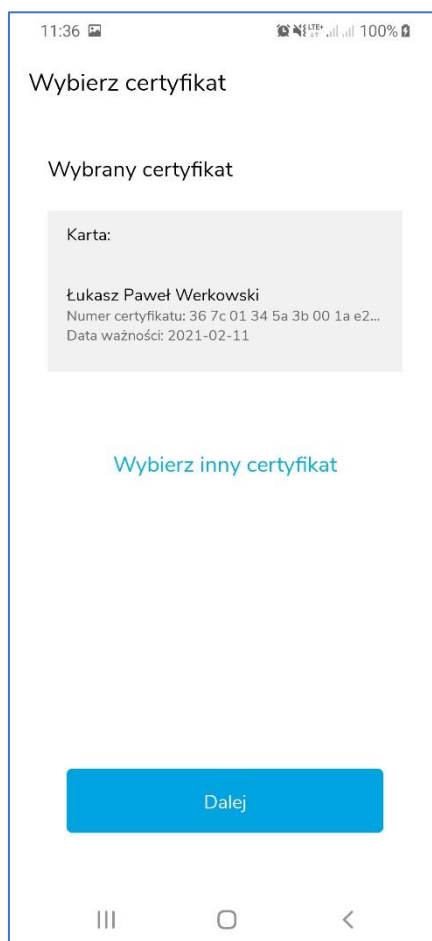 11:36 LTE+ 100%
Wybierz certyfikat
Wybrany certyfikat
Karta:
Łukasz Paweł Werkowski
Numer certyfikatu: 36 7c 01 34 5a 3b 00 1a e2...
Data ważności: 2021-02-11
Wybierz inny certyfikat
Dalej